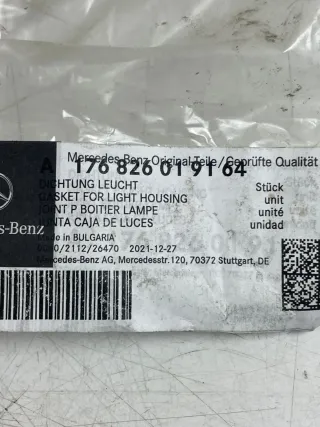 Mercedes-Benz Original Teile/Geprüfte Qualität
A 176 826 01 91 64
DICHTUNG LEUCHT Stück
GASKET FOR LIGHT HOUSING unit
JOINT P BOITIER LAMPE unité
JUNTA CAJA DE LUCES unidad
Made in BULGARIA
/2112/26470 2021-12-27
Mercedes-Benz AG, Mercedesstr.120, 70372 Stuttgart, DE
s-Benz